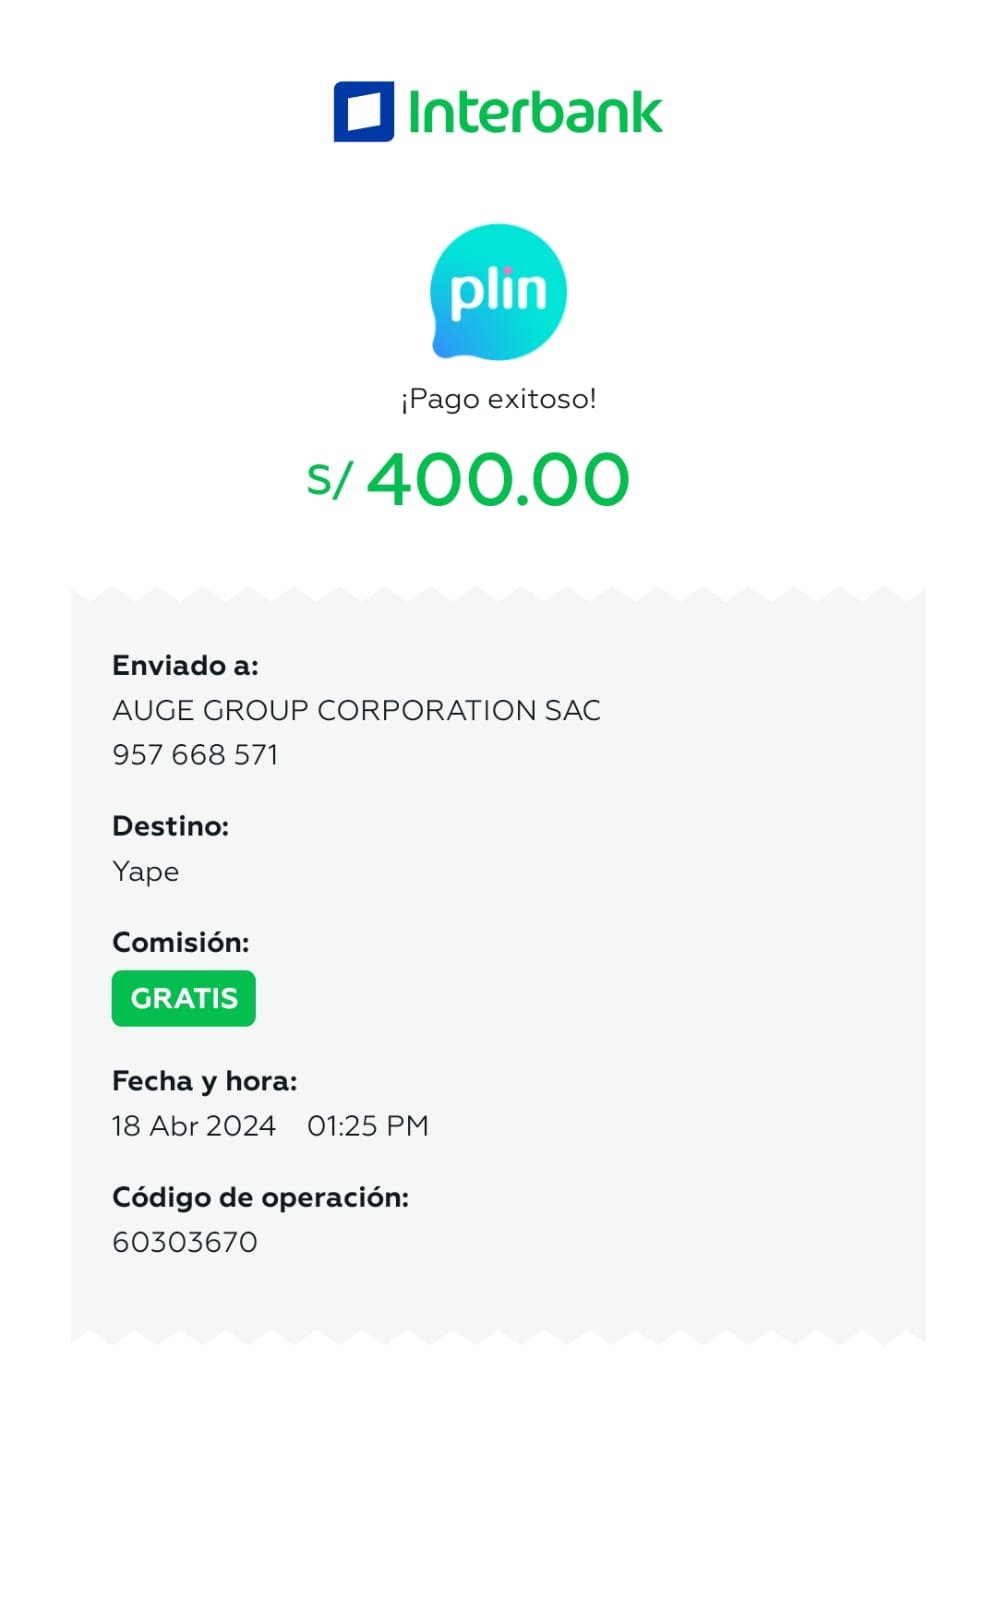 Interbank
plin
¡Pago exitoso!
S/ 400.00
Enviado a:
AUGE GROUP CORPORATION SAC
957 668 571
Destino:
Yape
Comisión:
GRATIS
Fecha y hora:
18 Abr 2024 01:25 PM
Código de operación:
60303670